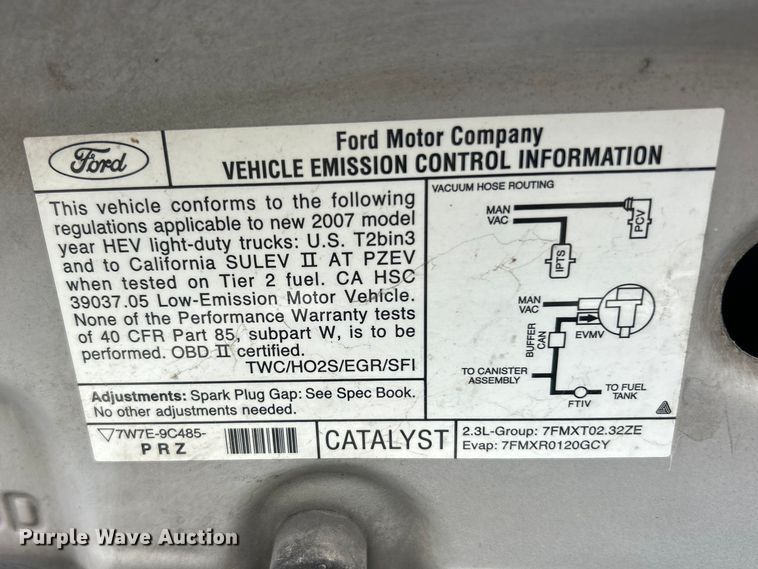 Ford
Ford Motor Company
VEHICLE EMISSION CONTROL INFORMATION
This vehicle conforms to the following
regulations applicable to new 2007 model
year HEV light-duty trucks: U.S. T2bin3
and to California SULEV II AT PZEV
when tested on Tier 2 fuel. CA HSC
39037.05 Low-Emission Motor Vehicle.
None of the Performance Warranty tests
of 40 CFR Part 85, subpart W, is to be
performed. OBD II certified.
TWC/HO2S/EGR/SFI
VACUUM HOSE ROUTING
MAN
VAC
PCV
IPTS
MAN
VAC
EVMV
BUFFER
CAN
TO CANISTER
ASSEMBLY
TO FUEL
TANK
FTIV
Adjustments: Spark Plug Gap: See Spec Book.
No other adjustments needed.
7W7E-9C485-
PRZ
CATALYST
2.3L-Group: 7FMXT02.32ZE
Evap: 7FMXR0120GCY
Purple Wave Auction